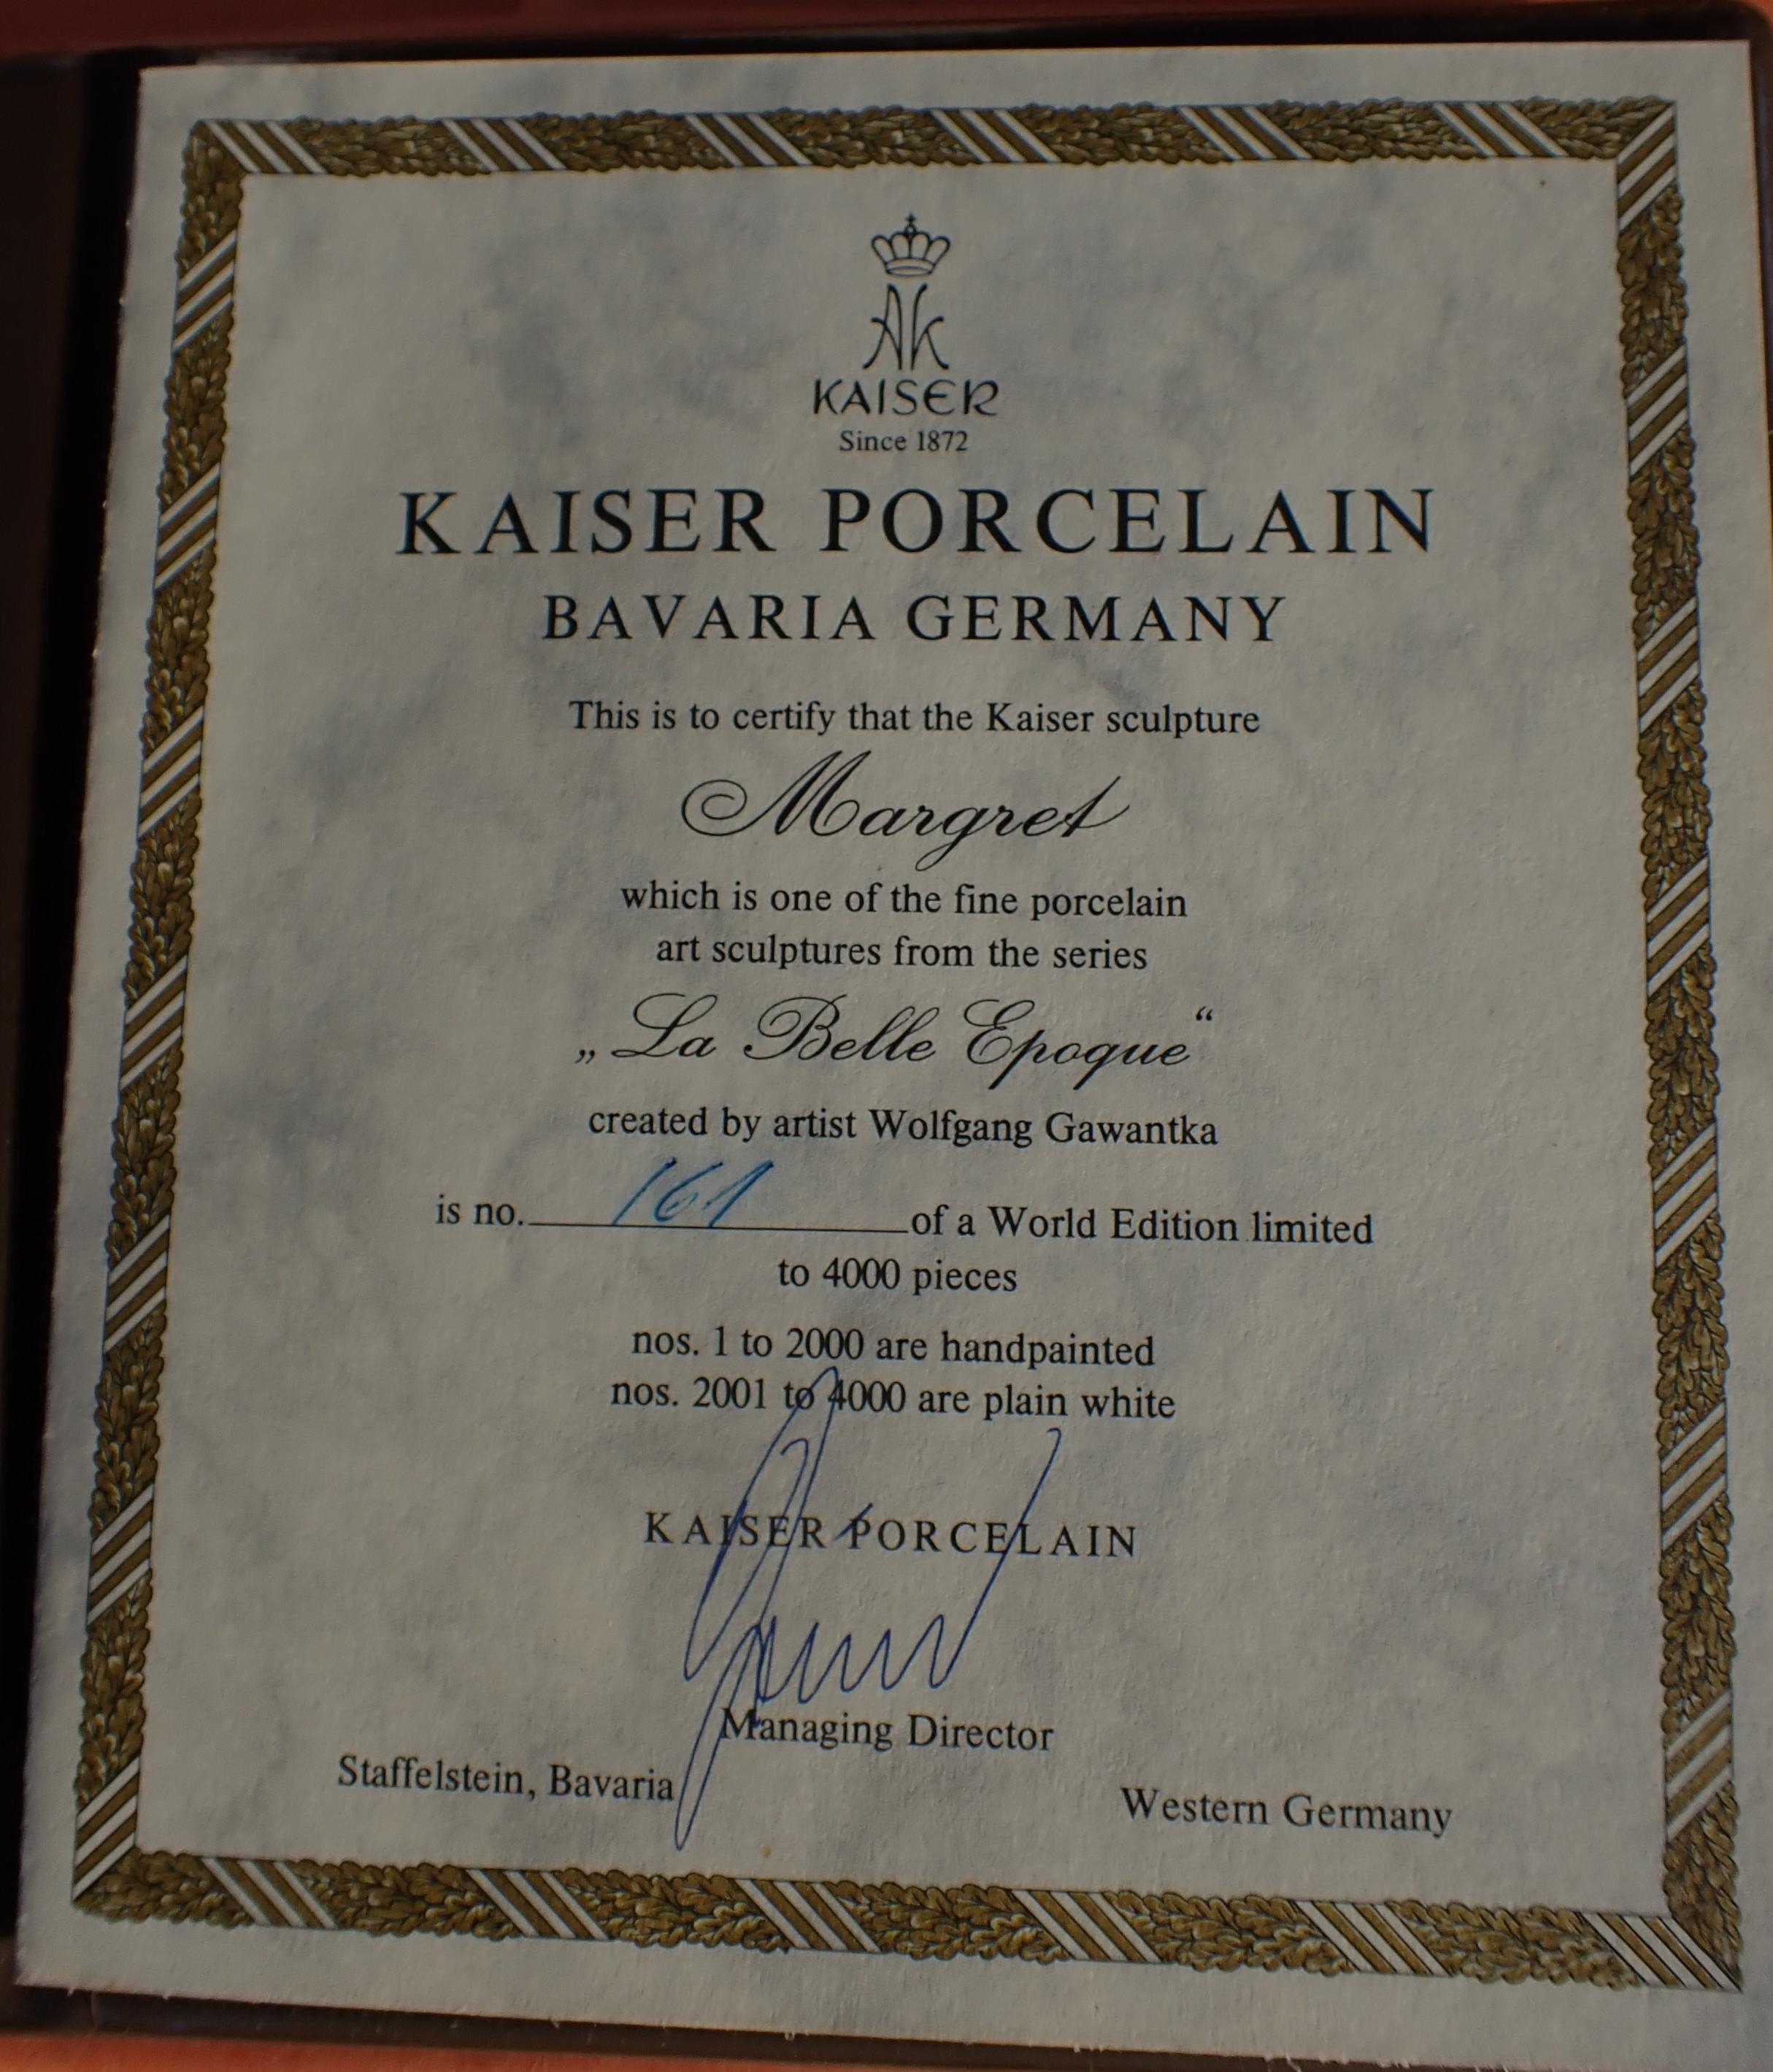 AK
KAISER
Since 1872
KAISER PORCELAIN
BAVARIA GERMANY
This is to certify that the Kaiser sculpture
Margret
which is one of the fine porcelain
art sculptures from the series
„La Belle Epoque“
created by artist Wolfgang Gawantka
is no. 161 of a World Edition limited
to 4000 pieces
nos. 1 to 2000 are handpainted
nos. 2001 to 4000 are plain white
KAISER PORCELAIN
Managing Director
Staffelstein, Bavaria
Western Germany